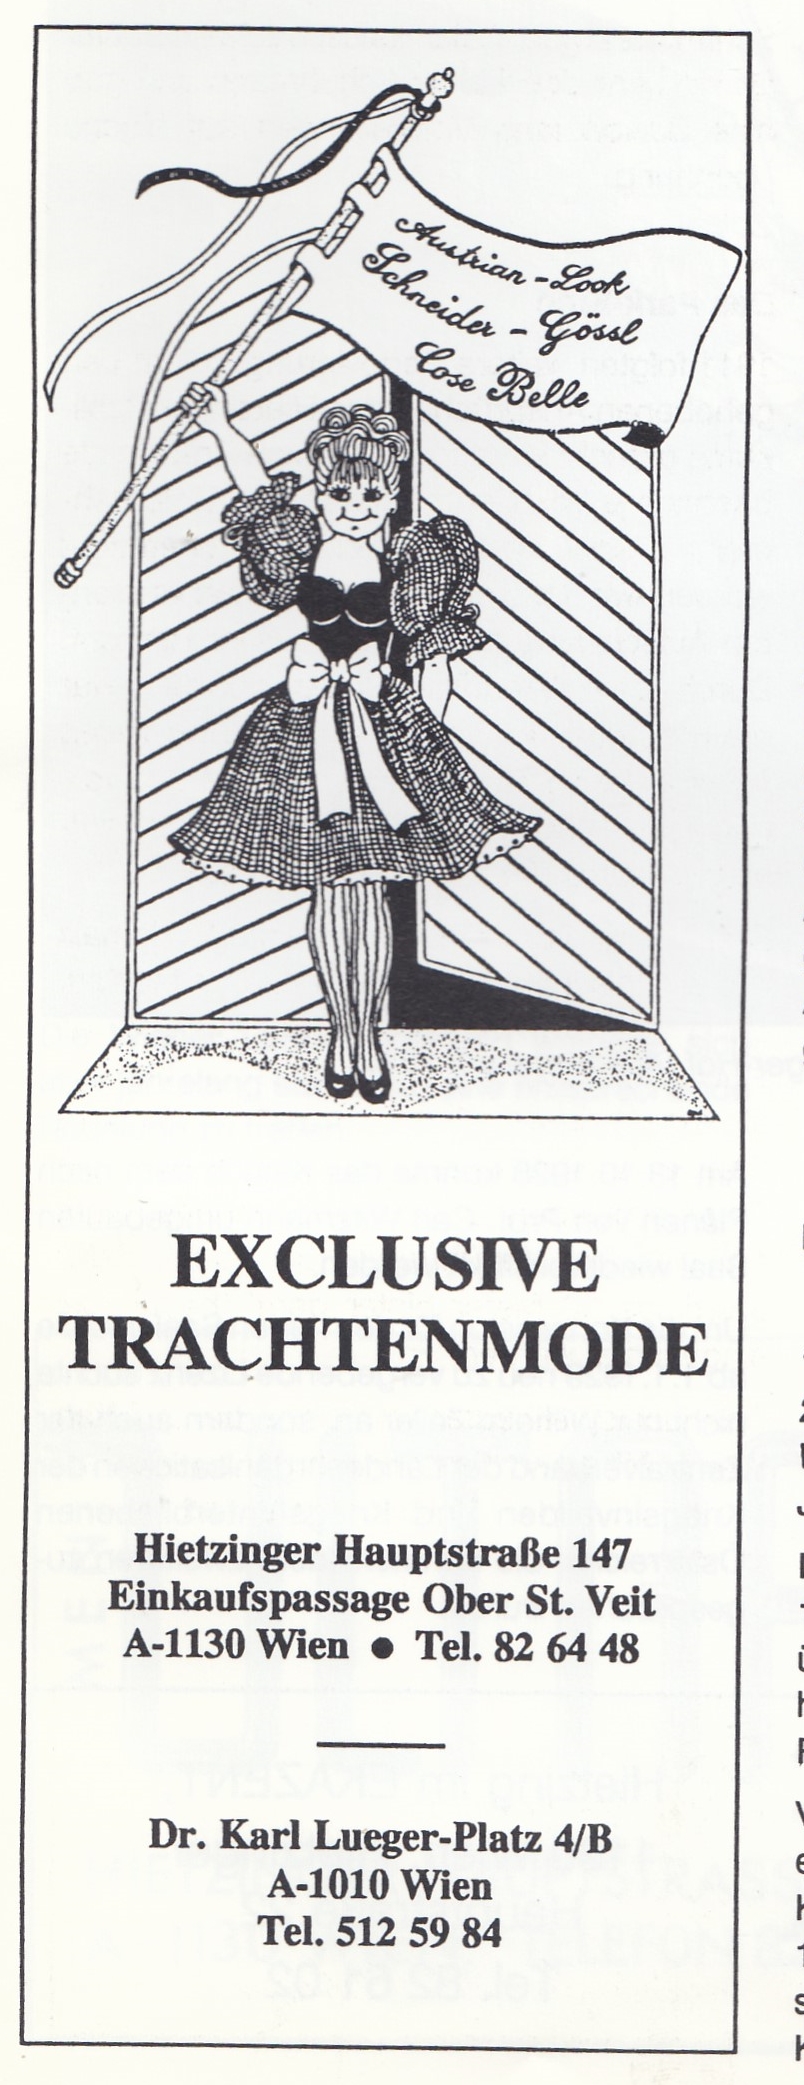 Austrian-Look
Schneider - Gössl
Cose Belle
EXCLUSIVE
TRACHTENMODE
Hietzinger Hauptstraße 147
Einkaufspassage Ober St. Veit
A-1130 Wien ● Tel. 82 64 48
Dr. Karl Lueger-Platz 4/B
A-1010 Wien
Tel. 512 59 84